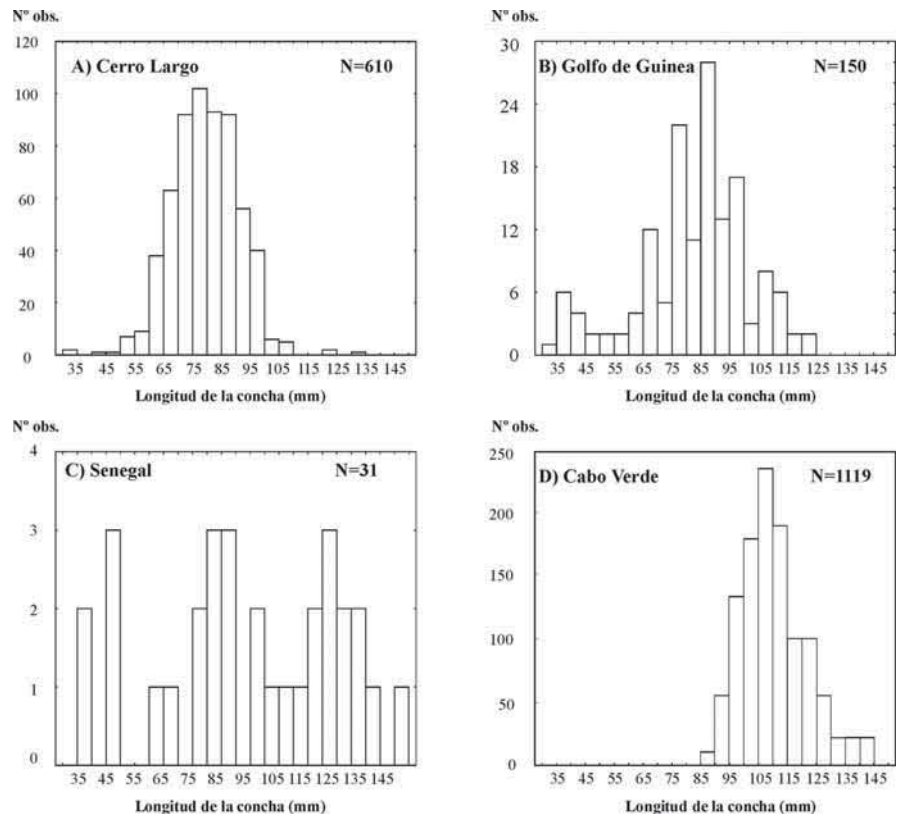 Nº obs.
120
100
80
60
40
20
0
A) Cerro Largo N=610
35 45 55 65 75 85 95 105 115 125 135 145
Longitud de la concha (mm)
Nº obs.
30
24
18
12
6
0
B) Golfo de Guinea N=150
35 45 55 65 75 85 95 105 115 125 135 145
Longitud de la concha (mm)
Nº obs.
4
3
2
1
0
C) Senegal N=31
35 45 55 65 75 85 95 105 115 125 135 145
Longitud de la concha (mm)
Nº obs.
250
200
150
100
50
0
D) Cabo Verde N=1119
35 45 55 65 75 85 95 105 115 125 135 145
Longitud de la concha (mm)